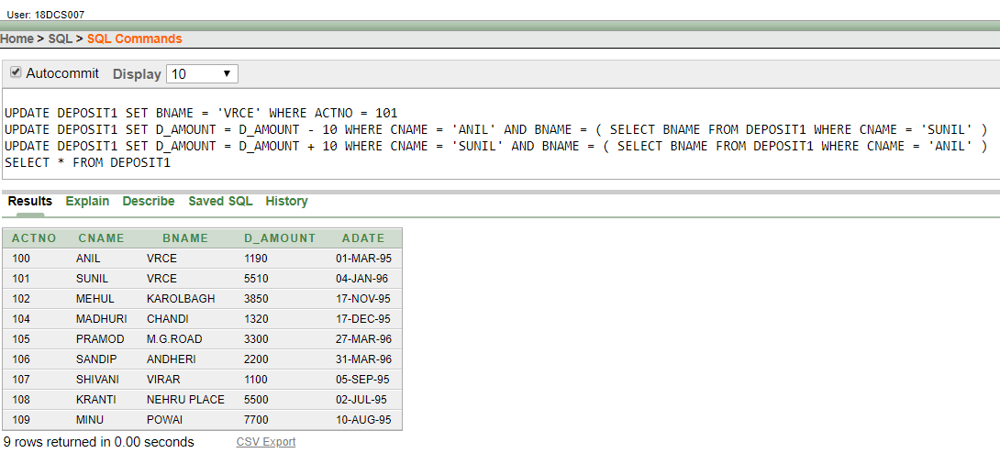 User: 18DCS007
Home > SQL > SQL Commands
Autocommit Display 10
UPDATE DEPOSIT1 SET BNAME = 'VRCE' WHERE ACTNO = 101
UPDATE DEPOSIT1 SET D_AMOUNT = D_AMOUNT - 10 WHERE CNAME = 'ANIL' AND BNAME = ( SELECT BNAME FROM DEPOSIT1 WHERE CNAME = 'SUNIL' )
UPDATE DEPOSIT1 SET D_AMOUNT = D_AMOUNT + 10 WHERE CNAME = 'SUNIL' AND BNAME = ( SELECT BNAME FROM DEPOSIT1 WHERE CNAME = 'ANIL' )
SELECT * FROM DEPOSIT1
Results Explain Describe Saved SQL History
ACTNO CNAME BNAME D_AMOUNT ADATE
100 ANIL VRCE 1190 01-MAR-95
101 SUNIL VRCE 5510 04-JAN-96
102 MEHUL KAROLBAGH 3850 17-NOV-95
104 MADHURI CHANDI 1320 17-DEC-95
105 PRAMOD M.G.ROAD 3300 27-MAR-96
106 SANDIP ANDHERI 2200 31-MAR-96
107 SHIVANI VIRAR 1100 05-SEP-95
108 KRANTI NEHRU PLACE 5500 02-JUL-95
109 MINU POWAI 7700 10-AUG-95
9 rows returned in 0.00 seconds CSV Export